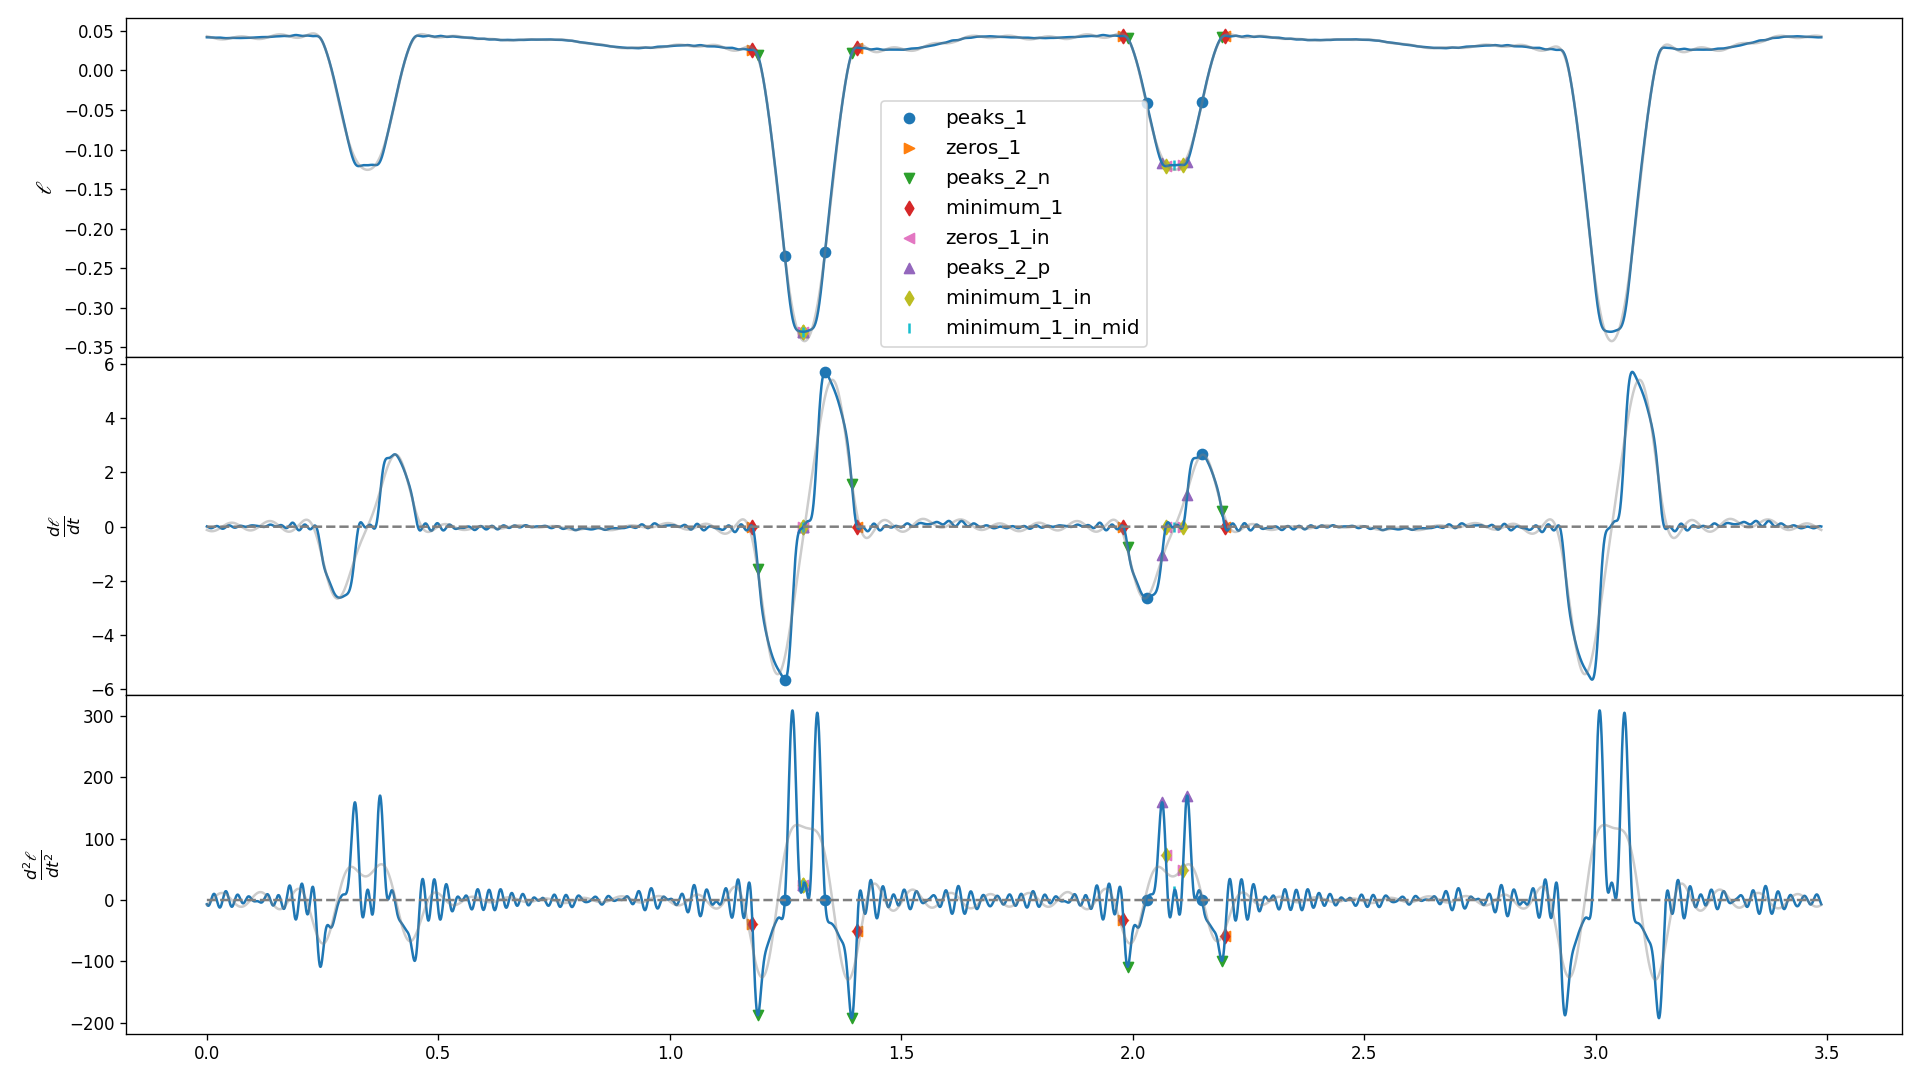 0.05
0.00
−0.05
−0.10
−0.15
−0.20
−0.25
−0.30
−0.35
ℓ
peaks_1
zeros_1
peaks_2_n
minimum_1
zeros_1_in
peaks_2_p
minimum_1_in
minimum_1_in_mid
6
4
2
0
−2
−4
−6
dℓ
dt
300
200
100
0
−100
−200
d²ℓ
dt²
0.0 0.5 1.0 1.5 2.0 2.5 3.0 3.5